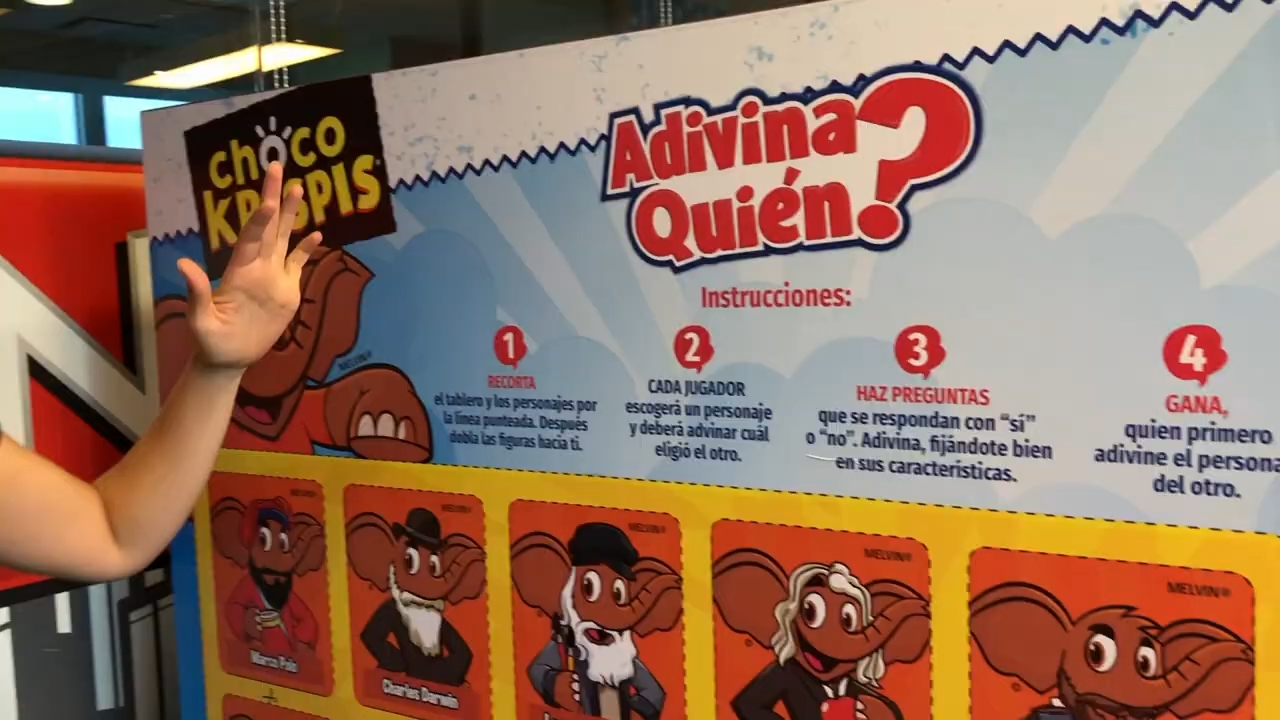 choco
KRISPIS
Adivina
Quién?
Instrucciones:
MELVIN®
1
RECORTA
el tablero y los personajes por
la línea punteada. Después
dobla las figuras hacia ti.
2
CADA JUGADOR
escogerá un personaje
y deberá advinar cuál
eligió el otro.
3
HAZ PREGUNTAS
que se respondan con “sí”
o “no”. Adivina, fijándote bien
en sus características.
4
GANA,
quien primero
adivine el persona
del otro.
MELVIN®
Marco Polo
MELVIN®
Charles Darwin
MELVIN®
MELVIN®
MELVIN®